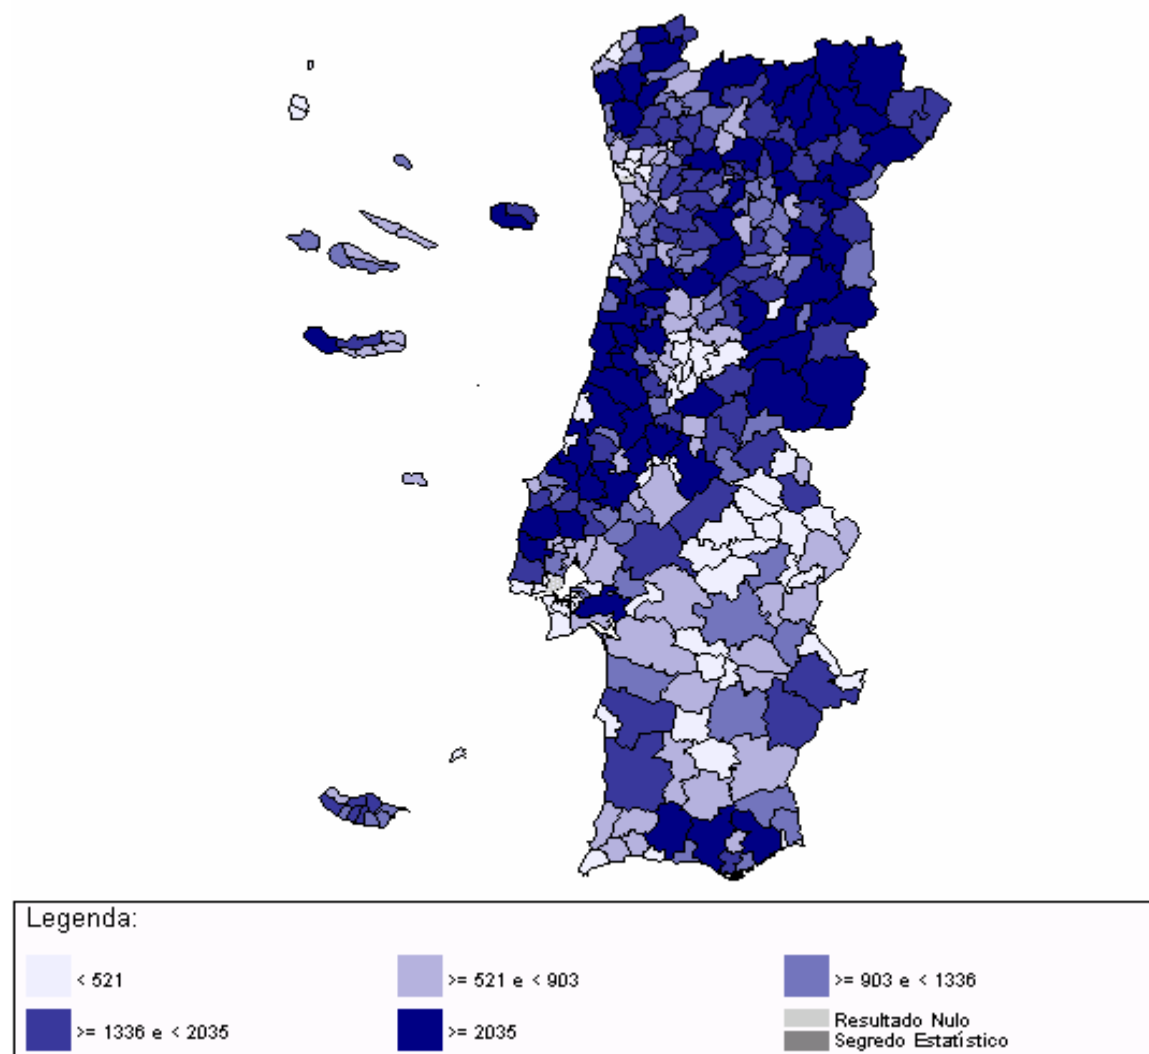 Legenda:
< 521
>= 521 e < 903
>= 903 e < 1336
>= 1336 e < 2035
>= 2035
Resultado Nulo
Segredo Estatístico